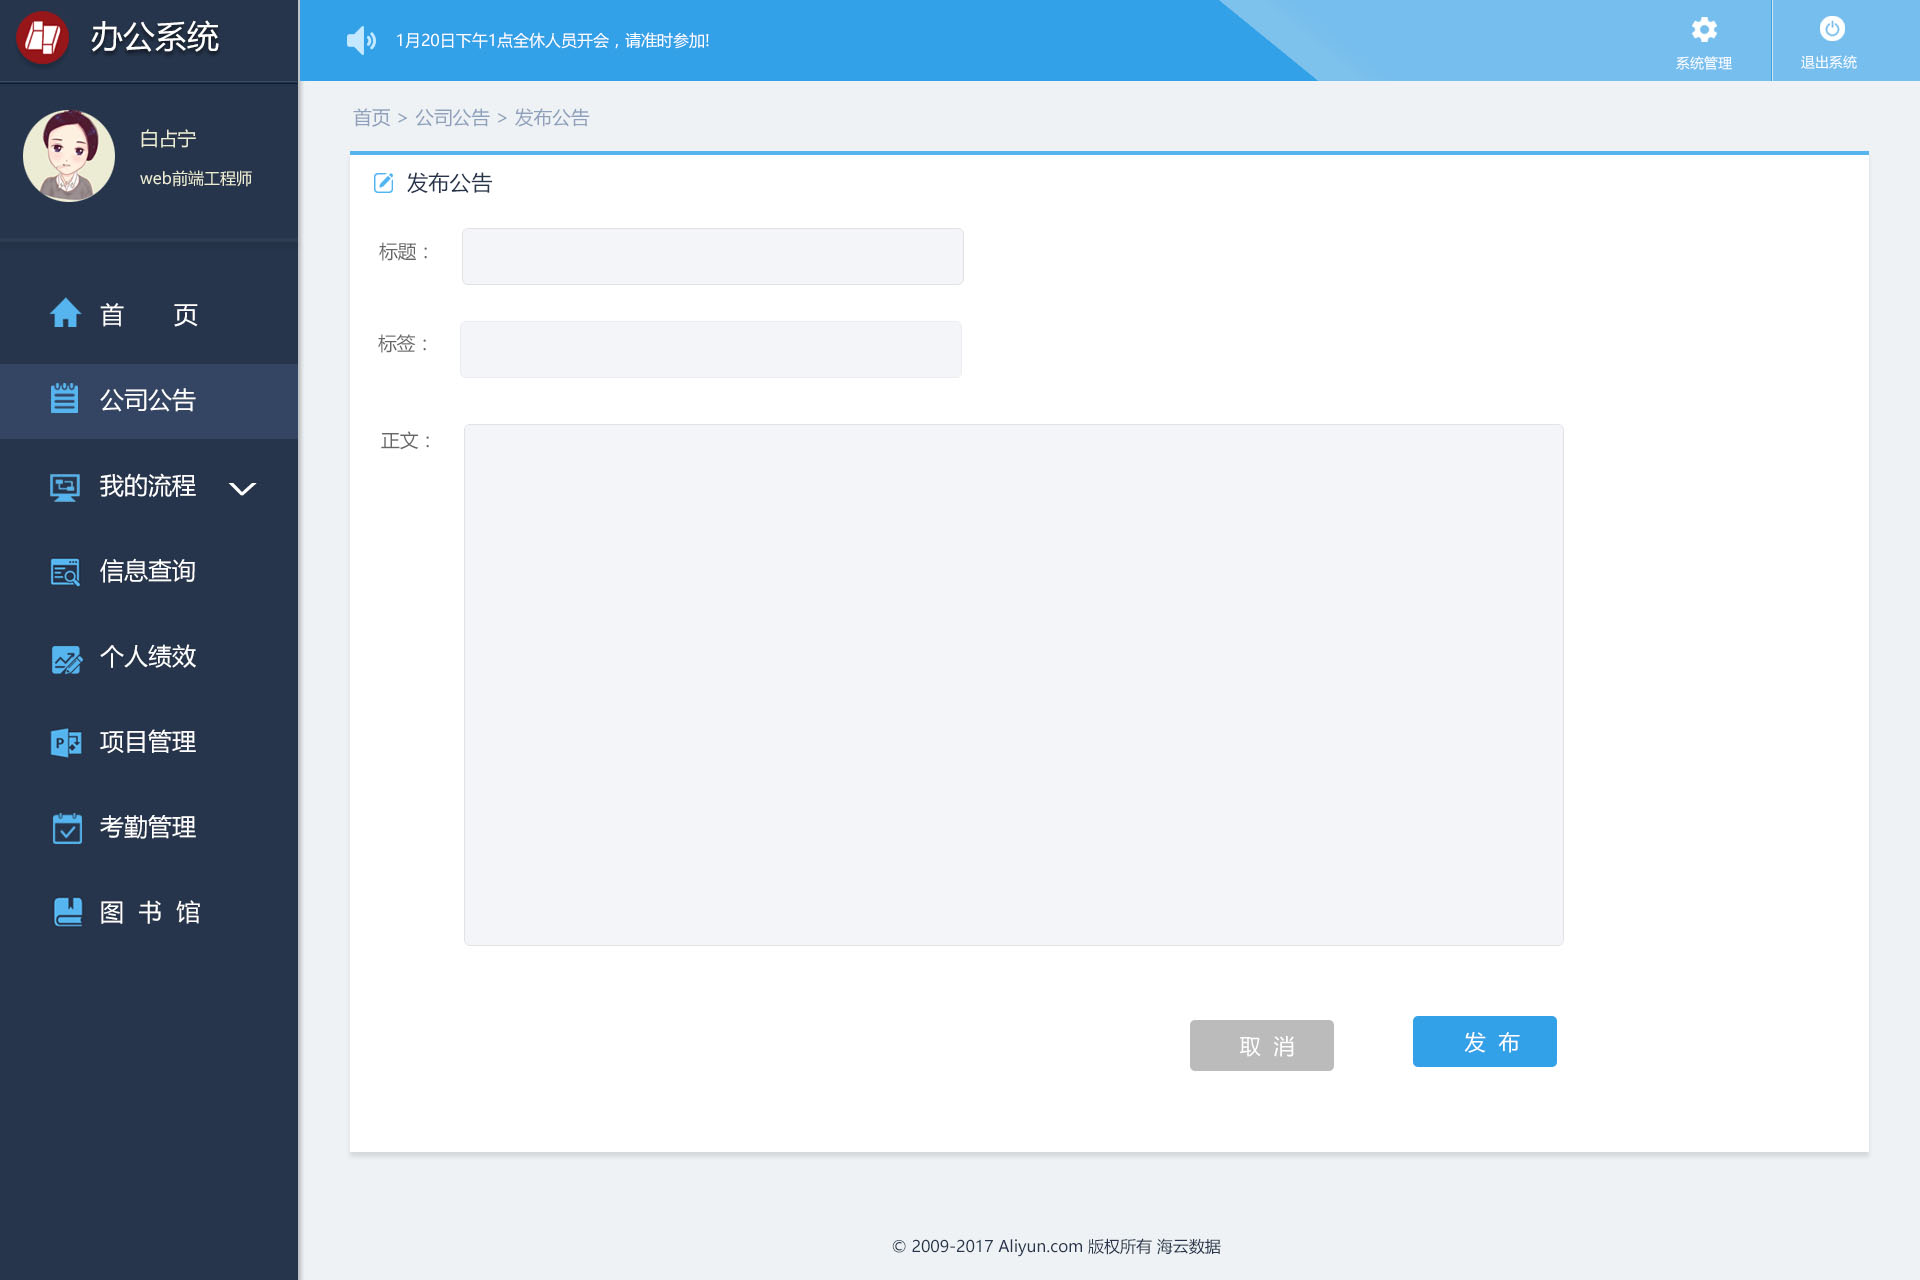 办公系统
1月20日下午1点全休人员开会，请准时参加!
系统管理
退出系统
白占宁
web前端工程师
首 页
公司公告
我的流程
信息查询
个人绩效
项目管理
考勤管理
图 书 馆
首页 > 公司公告 > 发布公告
发布公告
标题：
标签：
正文：
取 消
发 布
© 2009-2017 Aliyun.com 版权所有 海云数据